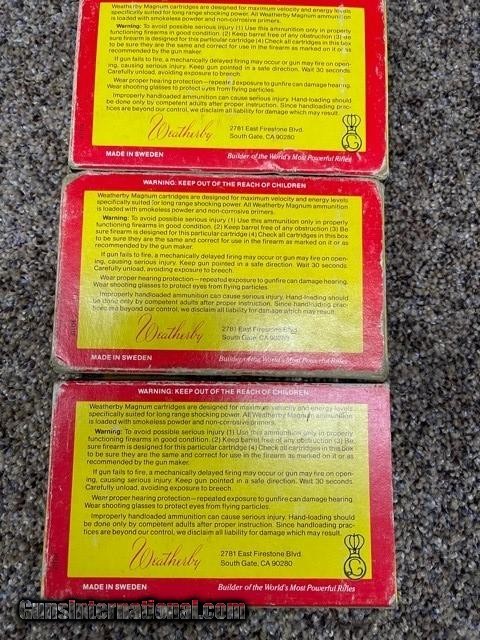 Weatherby Magnum cartridges are designed for maximum velocity and energy levels
specifically suited for long range shocking power. All Weatherby Magnum ammunition
is loaded with smokeless powder and non-corrosive primers.
Warning: To avoid possible serious injury (1) Use this ammunition only in properly
functioning firearms in good condition. (2) Keep barrel free of any obstruction (3) Be
sure firearm is designed for this particular cartridge (4) Check all cartridges in this box
to be sure they are the same and correct for use in the firearm as marked on it or as
recommended by the gun maker.
If gun fails to fire, a mechanically delayed firing may occur or gun may fire on open-
ing, causing serious injury. Keep gun pointed in a safe direction. Wait 30 seconds.
Carefully unload, avoiding exposure to breech.
Wear proper hearing protection—repeated exposure to gunfire can damage hearing.
Wear shooting glasses to protect eyes from flying particles.
Improperly handloaded ammunition can cause serious injury. Hand-loading should
be done only by competent adults after proper instruction. Since handloading prac-
tices are beyond our control, we disclaim all liability for damage which may result.
Weatherby
2781 East Firestone Blvd.
South Gate, CA 90280
MADE IN SWEDEN
Builder of the World's Most Powerful Rifles
WARNING: KEEP OUT OF THE REACH OF CHILDREN
Weatherby Magnum cartridges are designed for maximum velocity and energy levels
specifically suited for long range shocking power. All Weatherby Magnum ammunition
is loaded with smokeless powder and non-corrosive primers.
Warning: To avoid possible serious injury (1) Use this ammunition only in properly
functioning firearms in good condition. (2) Keep barrel free of any obstruction (3) Be
sure firearm is designed for this particular cartridge (4) Check all cartridges in this box
to be sure they are the same and correct for use in the firearm as marked on it or as
recommended by the gun maker.
If gun fails to fire, a mechanically delayed firing may occur or gun may fire on open-
ing, causing serious injury. Keep gun pointed in a safe direction. Wait 30 seconds.
Carefully unload, avoiding exposure to breech.
Wear proper hearing protection—repeated exposure to gunfire can damage hearing.
Wear shooting glasses to protect eyes from flying particles.
Improperly handloaded ammunition can cause serious injury. Hand-loading should
be done only by competent adults after proper instruction. Since handloading prac-
tices are beyond our control, we disclaim all liability for damage which may result.
Weatherby
2781 East Firestone Blvd.
South Gate, CA 90280
MADE IN SWEDEN
Builder of the World's Most Powerful Rifles
WARNING: KEEP OUT OF THE REACH OF CHILDREN
Weatherby Magnum cartridges are designed for maximum velocity and energy levels
specifically suited for long range shocking power. All Weatherby Magnum ammunition
is loaded with smokeless powder and non-corrosive primers.
Warning: To avoid possible serious injury (1) Use this ammunition only in properly
functioning firearms in good condition. (2) Keep barrel free of any obstruction (3) Be
sure firearm is designed for this particular cartridge (4) Check all cartridges in this box
to be sure they are the same and correct for use in the firearm as marked on it or as
recommended by the gun maker.
If gun fails to fire, a mechanically delayed firing may occur or gun may fire on open-
ing, causing serious injury. Keep gun pointed in a safe direction. Wait 30 seconds.
Carefully unload, avoiding exposure to breech.
Wear proper hearing protection—repeated exposure to gunfire can damage hearing.
Wear shooting glasses to protect eyes from flying particles.
Improperly handloaded ammunition can cause serious injury. Hand-loading should
be done only by competent adults after proper instruction. Since handloading prac-
tices are beyond our control, we disclaim all liability for damage which may result.
Weatherby
2781 East Firestone Blvd.
South Gate, CA 90280
MADE IN SWEDEN
Builder of the World's Most Powerful Rifles
GunsInternational.com